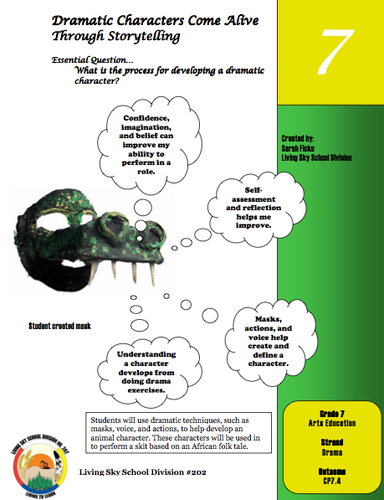 Dramatic Characters Come Alive
Through Storytelling
7
Essential Question…
What is the process for developing a dramatic
character?
Confidence,
imagination,
and belief can
improve my
ability to
perform in a
role.
Created by:
Sarah Ficko
Living Sky School Division
Self-
assessment
and reflection
helps me
improve.
Student created mask
Masks,
actions, and
voice help
create and
define a
character.
Understanding
a character
develops from
doing drama
exercises.
Students will use dramatic techniques, such as
masks, voice, and actions, to help develop an
animal character. These characters will be used in
to perform a skit based on an African folk tale.
Grade 7
Arts Education
Strand
Drama
Outcome
CP7.4
LIVING SKY SCHOOL DIVISION NO. 202
LIVING TO LEARN
Living Sky School Division #202